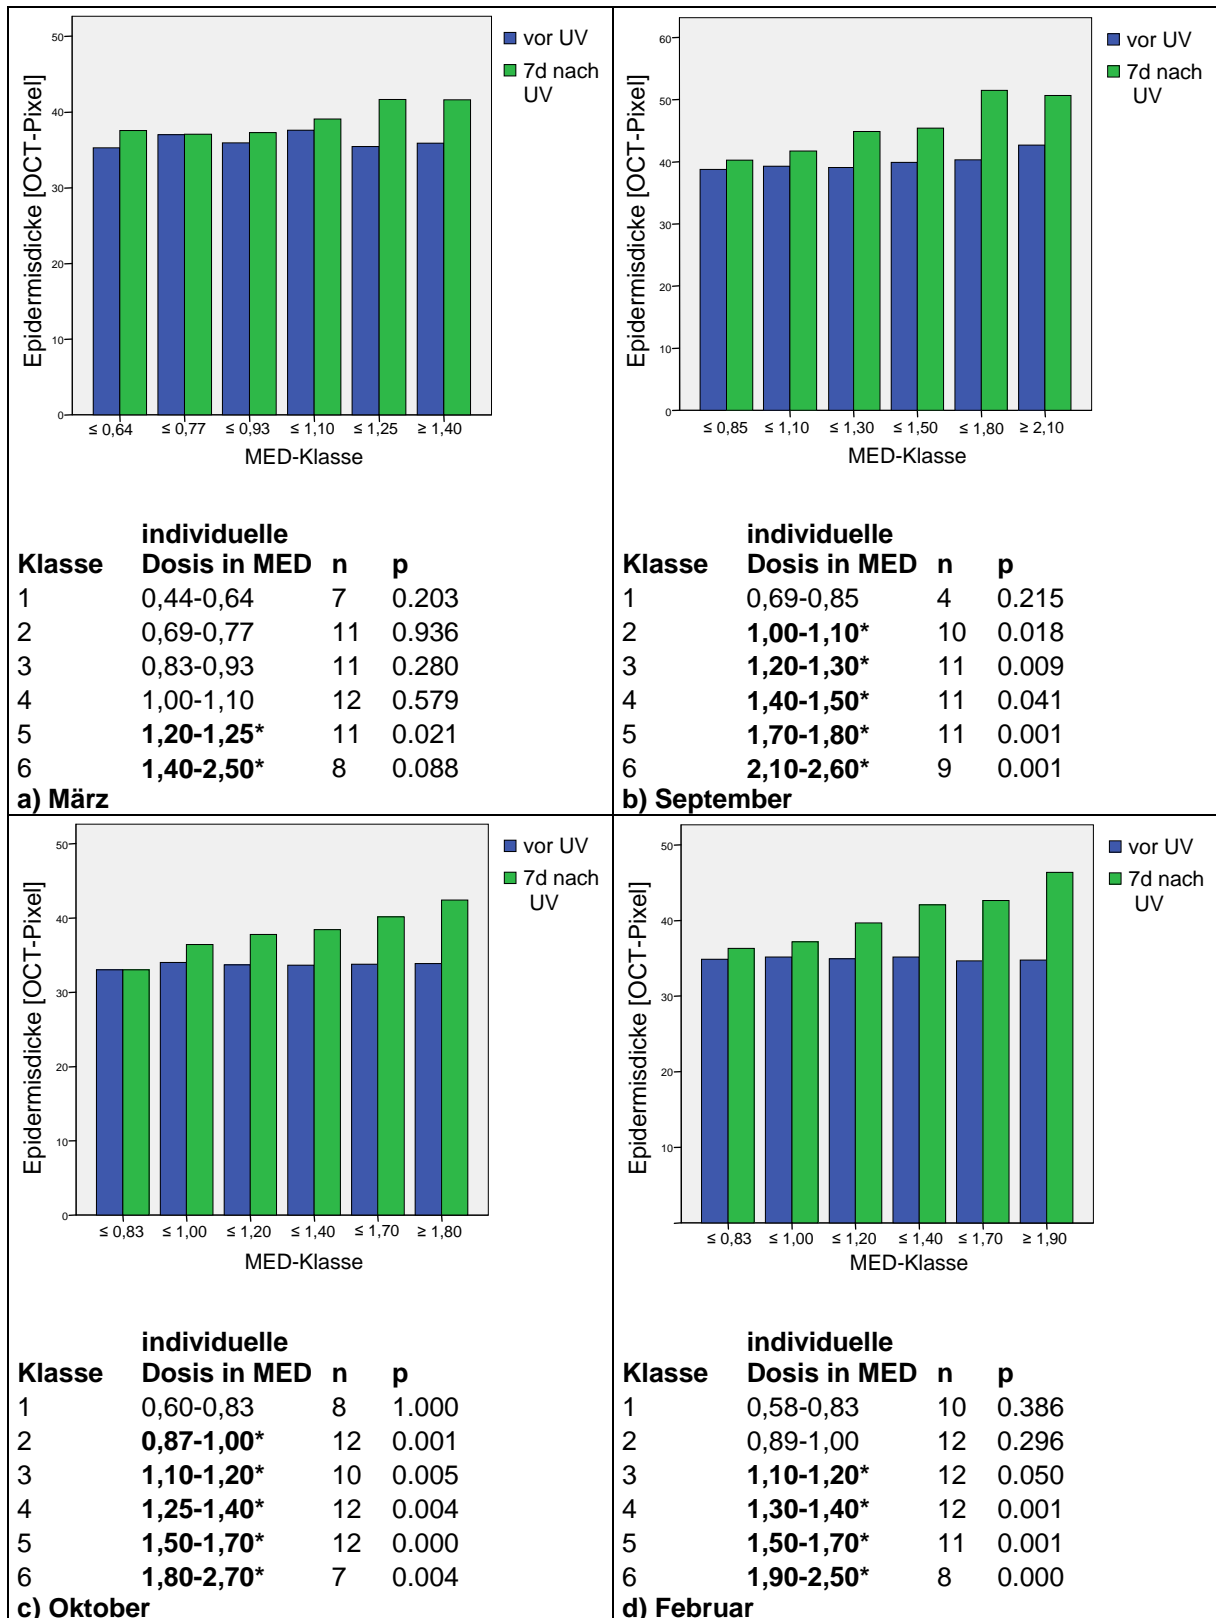 50
40
30
20
10
0
Epidermisdicke [OCT-Pixel]
≤ 0,64 ≤ 0,77 ≤ 0,93 ≤ 1,10 ≤ 1,25 ≥ 1,40
MED-Klasse
vor UV
7d nach
UV
individuelle
Klasse Dosis in MED n p
1 0,44-0,64 7 0.203
2 0,69-0,77 11 0.936
3 0,83-0,93 11 0.280
4 1,00-1,10 12 0.579
5 1,20-1,25* 11 0.021
6 1,40-2,50* 8 0.088
a) März
60
50
40
30
20
10
0
Epidermisdicke [OCT-Pixel]
≤ 0,85 ≤ 1,10 ≤ 1,30 ≤ 1,50 ≤ 1,80 ≥ 2,10
MED-Klasse
vor UV
7d nach
UV
individuelle
Klasse Dosis in MED n p
1 0,69-0,85 4 0.215
2 1,00-1,10* 10 0.018
3 1,20-1,30* 11 0.009
4 1,40-1,50* 11 0.041
5 1,70-1,80* 11 0.001
6 2,10-2,60* 9 0.001
b) September
50
40
30
20
10
0
Epidermisdicke [OCT-Pixel]
≤ 0,83 ≤ 1,00 ≤ 1,20 ≤ 1,40 ≤ 1,70 ≥ 1,80
MED-Klasse
vor UV
7d nach
UV
individuelle
Klasse Dosis in MED n p
1 0,60-0,83 8 1.000
2 0,87-1,00* 12 0.001
3 1,10-1,20* 10 0.005
4 1,25-1,40* 12 0.004
5 1,50-1,70* 12 0.000
6 1,80-2,70* 7 0.004
c) Oktober
50
40
30
20
10
Epidermisdicke [OCT-Pixel]
≤ 0,83 ≤ 1,00 ≤ 1,20 ≤ 1,40 ≤ 1,70 ≥ 1,90
MED-Klasse
vor UV
7d nach
UV
individuelle
Klasse Dosis in MED n p
1 0,58-0,83 10 0.386
2 0,89-1,00 12 0.296
3 1,10-1,20* 12 0.050
4 1,30-1,40* 12 0.001
5 1,50-1,70* 11 0.001
6 1,90-2,50* 8 0.000
d) Februar